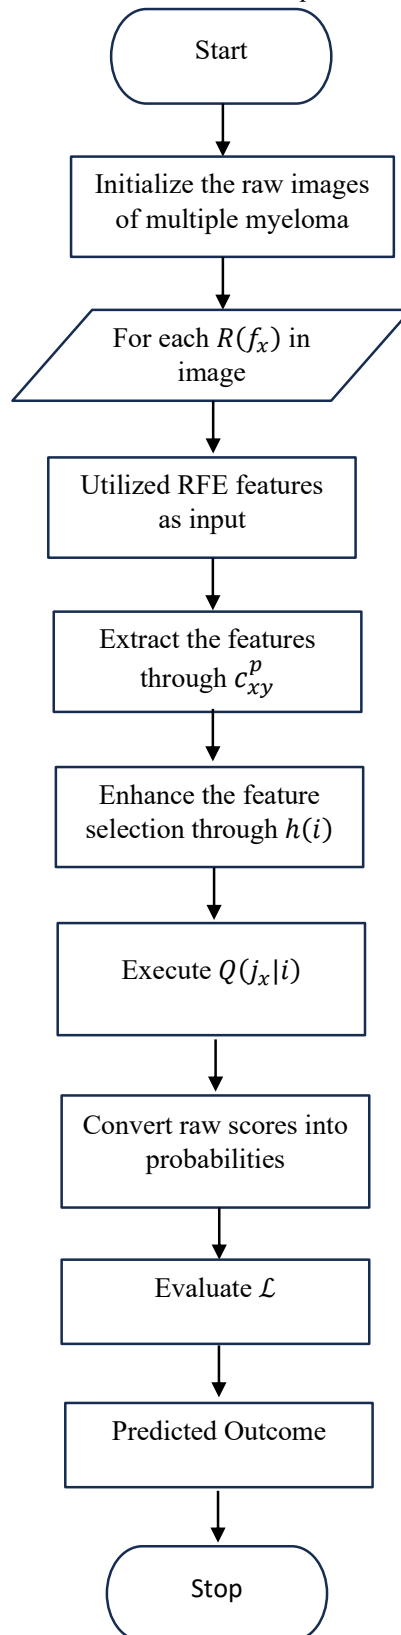 Start
Initialize the raw images
of multiple myeloma
For each R(f_x) in
image
Utilized RFE features
as input
Extract the features
through c_{xy}^p
Enhance the feature
selection through h(i)
Execute Q(j_x|i)
Convert raw scores into
probabilities
Evaluate ℒ
Predicted Outcome
Stop